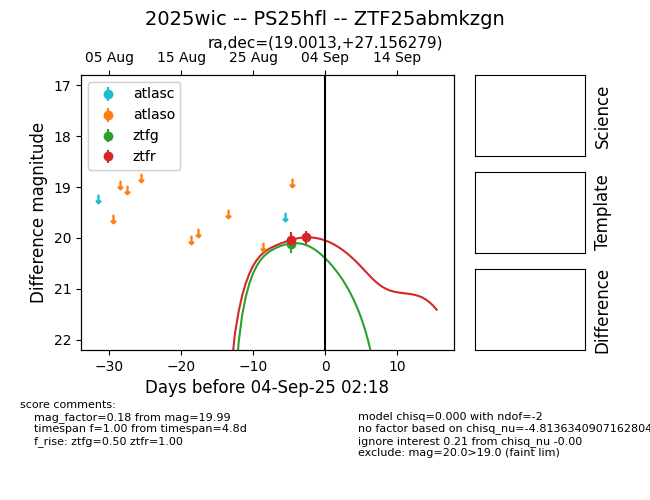 2025wic -- PS25hfl -- ZTF25abmkzgn
ra,dec=(19.0013,+27.156279)
05 Aug 15 Aug 25 Aug 04 Sep 14 Sep
17
18
19
20
21
22
Difference magnitude
atlasc
atlaso
ztfg
ztfr
−30 −20 −10 0 10
Days before 04-Sep-25 02:18
Science
Template
Difference
score comments:
mag_factor=0.18 from mag=19.99
timespan f=1.00 from timespan=4.8d
f_rise: ztfg=0.50 ztfr=1.00
model chisq=0.000 with ndof=-2
no factor based on chisq_nu=-4.8136340907162804
ignore interest 0.21 from chisq_nu -0.00
exclude: mag=20.0>19.0 (faint lim)